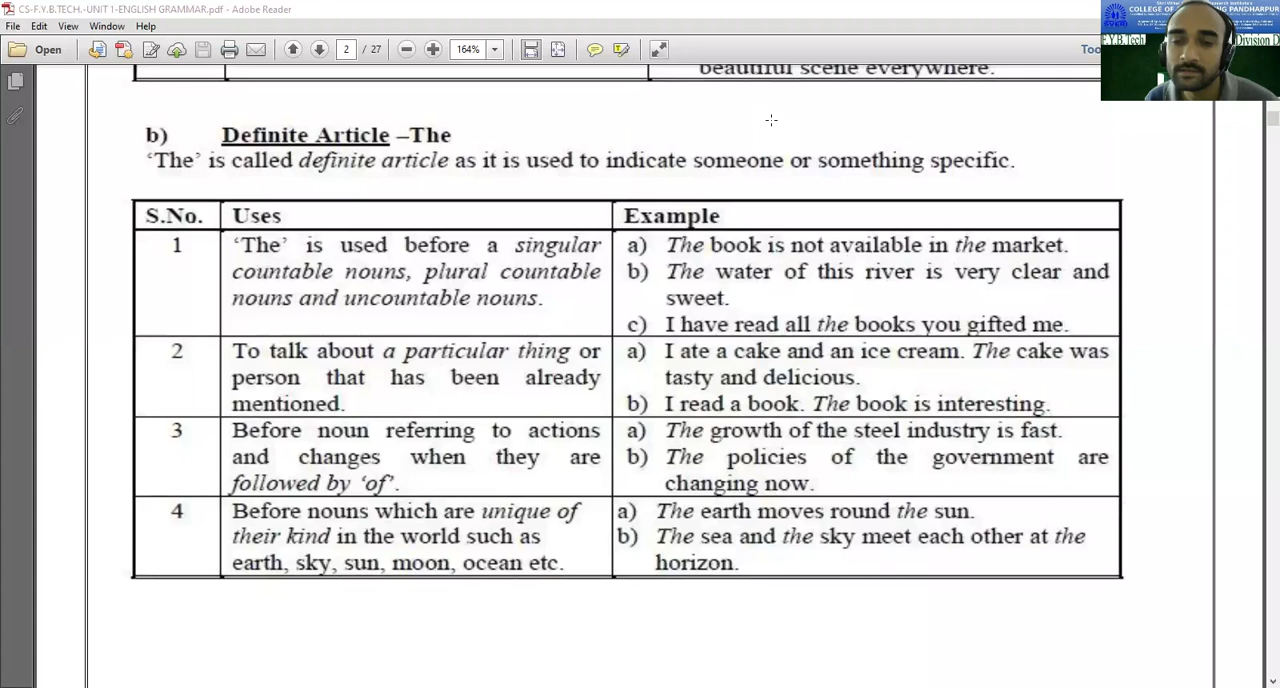 CS-F.Y.B.TECH.-UNIT 1-ENGLISH GRAMMAR.pdf - Adobe Reader
File Edit View Window Help
Open 2 / 27 164% Too
COLLEGE OF PANDHARPUR
F.Y.B.Tech Division
beautiful scene everywhere.
b) Definite Article –The
‘The’ is called definite article as it is used to indicate someone or something specific.
S.No. Uses Example
1 ‘The’ is used before a singular
countable nouns, plural countable
nouns and uncountable nouns.
a) The book is not available in the market.
b) The water of this river is very clear and
sweet.
c) I have read all the books you gifted me.
2 To talk about a particular thing or
person that has been already
mentioned.
a) I ate a cake and an ice cream. The cake was
tasty and delicious.
b) I read a book. The book is interesting.
3 Before noun referring to actions
and changes when they are
followed by ‘of’.
a) The growth of the steel industry is fast.
b) The policies of the government are
changing now.
4 Before nouns which are unique of
their kind in the world such as
earth, sky, sun, moon, ocean etc.
a) The earth moves round the sun.
b) The sea and the sky meet each other at the
horizon.